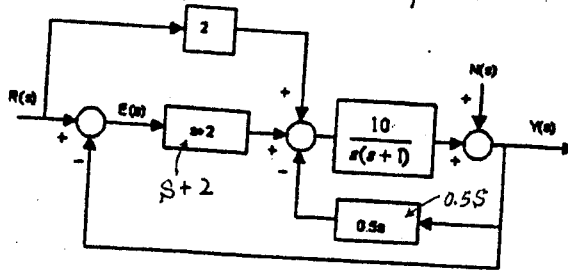 2
N(s)
R(s)
E(s)
Y(s)
+
+
+
s+2
+
10
s(s+1)
+
-
-
S+2
0.5s
0.5S